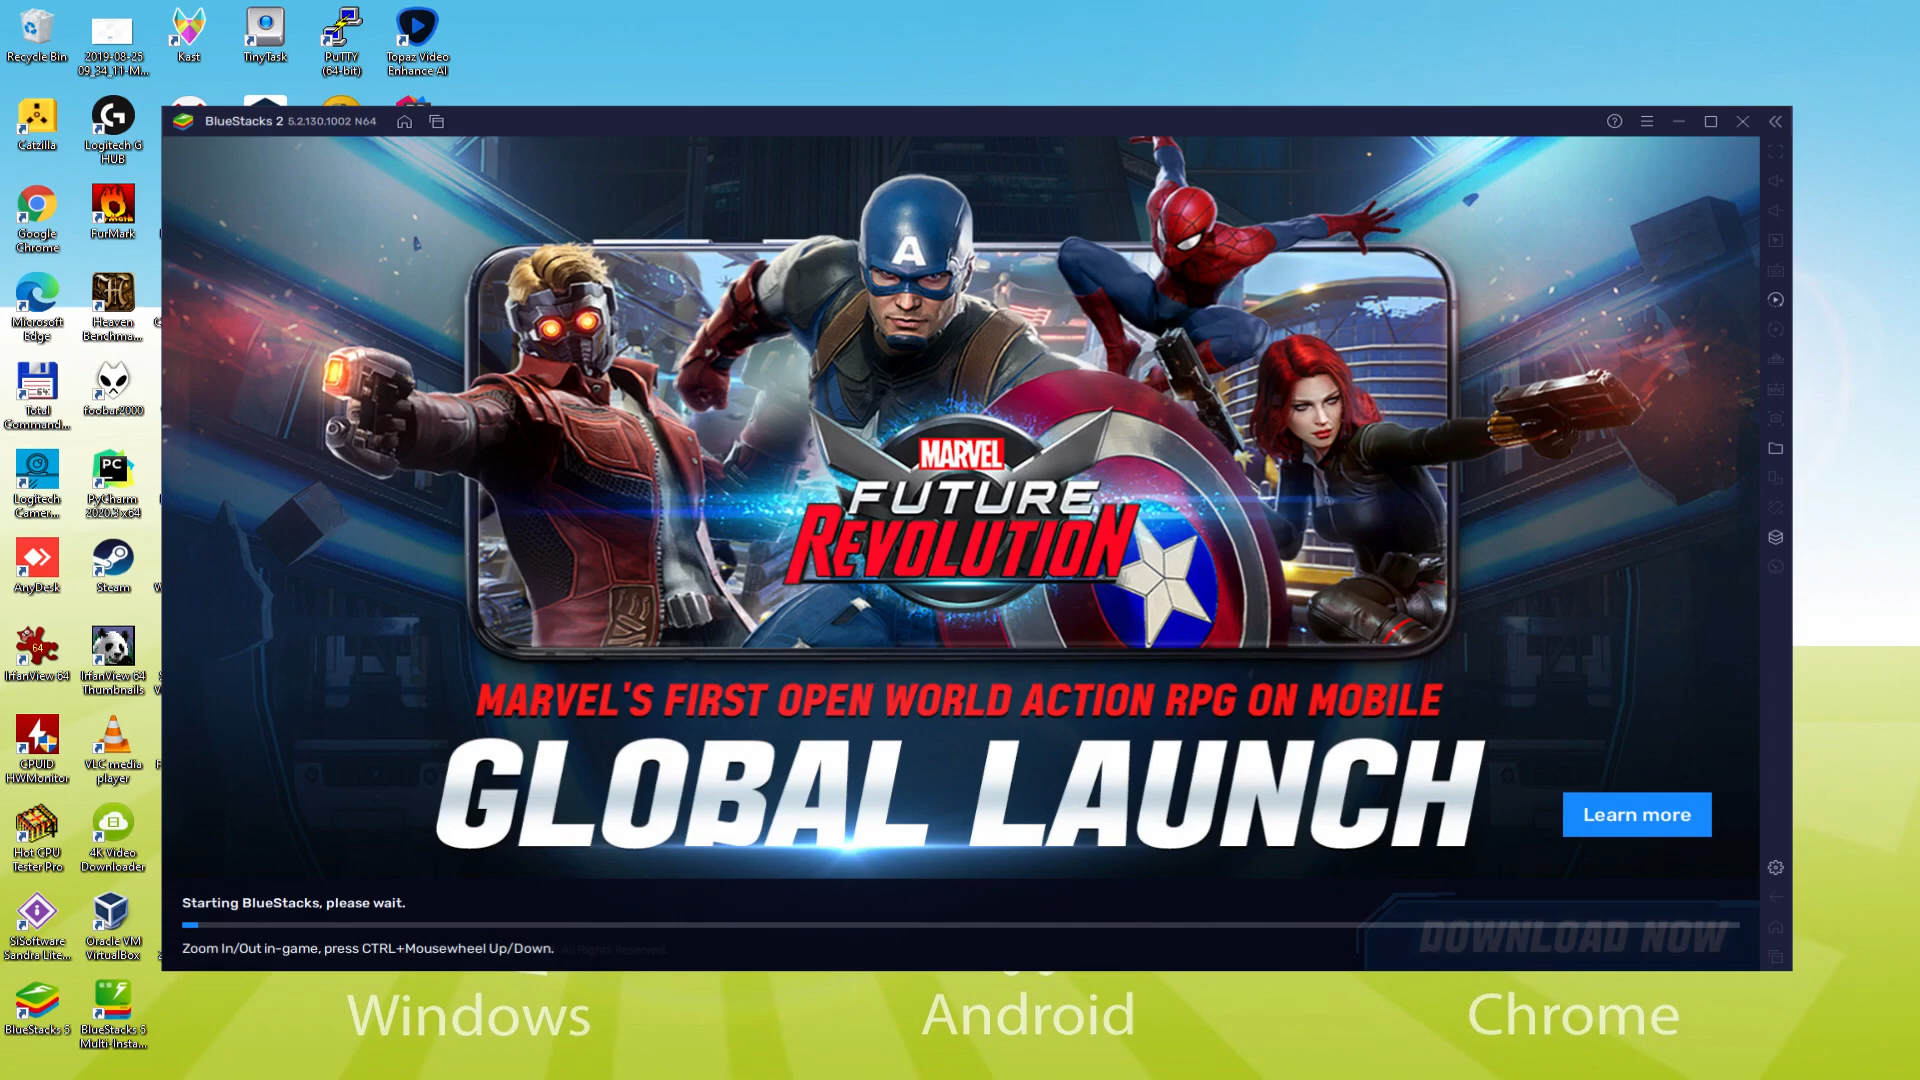 Recycle Bin
2019-08-25
09_34_11-M...
Kast
TinyTask
PuTTY
(64-bit)
Topaz Video
Enhance AI
Catzilla
Logitech G
HUB
BlueStacks 2 5.2.130.1002 N64
Google
Chrome
FurMark
Microsoft
Edge
Heaven
Benchma...
Total
Command...
foobar2000
Logitech
Camer...
PC
PyCharm
2020.3 x64
AnyDesk
Steam
64
IrfanView 64
IrfanView 64
Thumbnails
CPUID
HWMonitor
VLC media
player
Hot CPU
Tester Pro
4K Video
Downloader
SiSoftware
Sandra Lite...
Oracle VM
VirtualBox
BlueStacks 5
BlueStacks 5
Multi-Insta...
A
MARVEL
FUTURE
REVOLUTION
MARVEL'S FIRST OPEN WORLD ACTION RPG ON MOBILE
GLOBAL LAUNCH
Learn more
Starting BlueStacks, please wait.
DOWNLOAD NOW
Zoom In/Out in-game, press CTRL+Mousewheel Up/Down. All Rights Reserved.
Windows
Android
Chrome